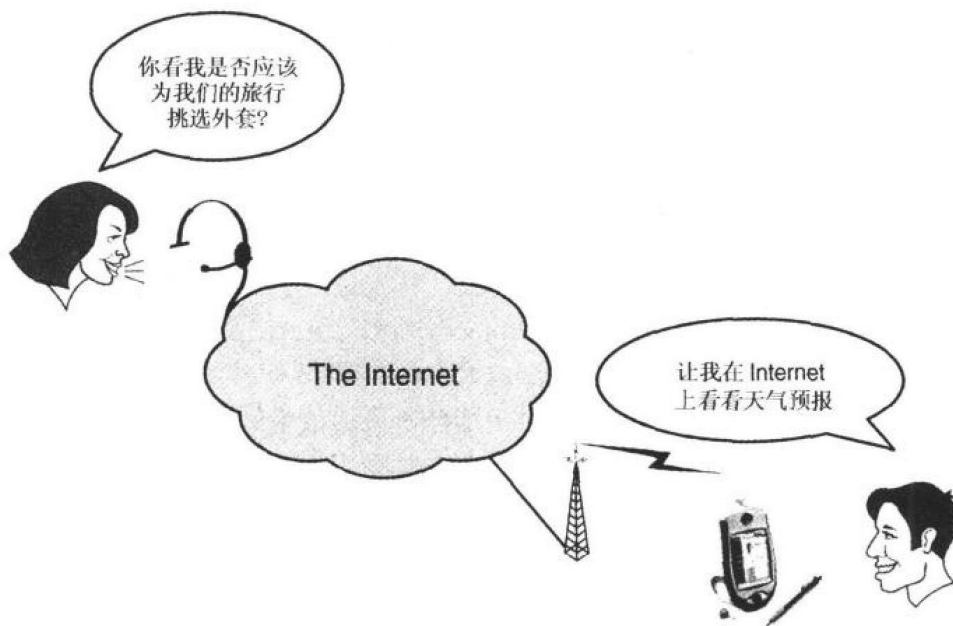 你看我是否应该
为我们的旅行
挑选外套?
The Internet
让我在 Internet
上看看天气预报